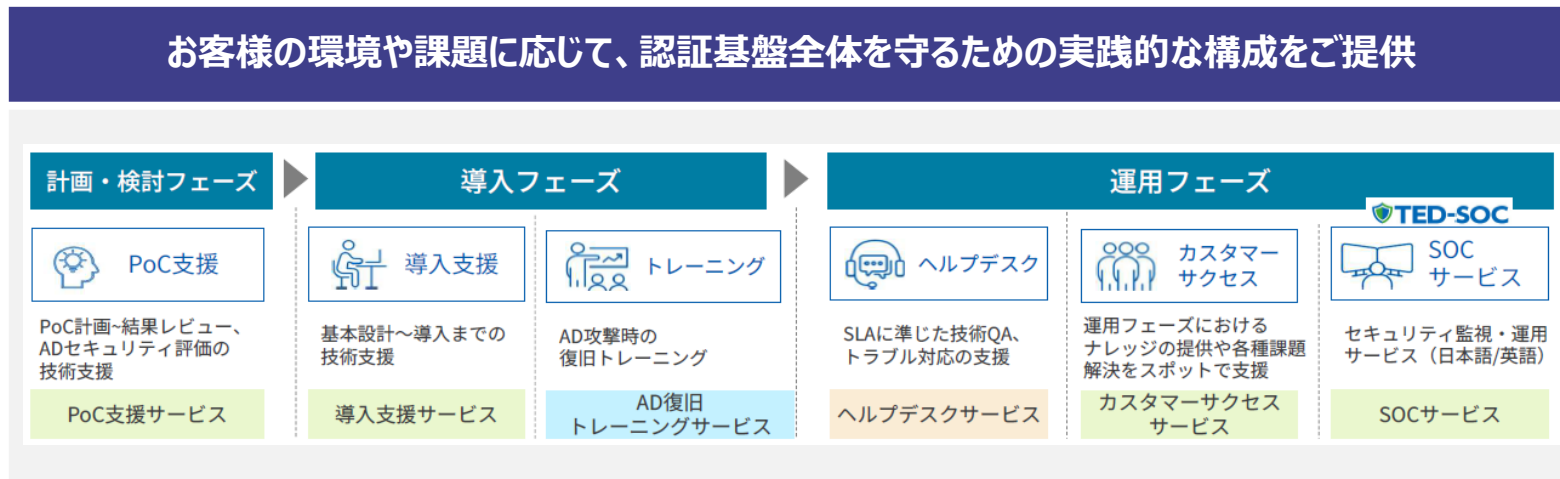 お客様の環境や課題に応じて、認証基盤全体を守るための実践的な構成をご提供
計画・検討フェーズ
導入フェーズ
運用フェーズ
TED-SOC
PoC支援
導入支援
トレーニング
ヘルプデスク
カスタマー
サクセス
SOC
サービス
PoC計画~結果レビュー、
ADセキュリティ評価の
技術支援
基本設計～導入までの
技術支援
AD攻撃時の
復旧トレーニング
SLAに準じた技術QA、
トラブル対応の支援
運用フェーズにおける
ナレッジの提供や各種課題
解決をスポットで支援
セキュリティ監視・運用
サービス（日本語/英語）
PoC支援サービス
導入支援サービス
AD復旧
トレーニングサービス
ヘルプデスクサービス
カスタマーサクセス
サービス
SOCサービス